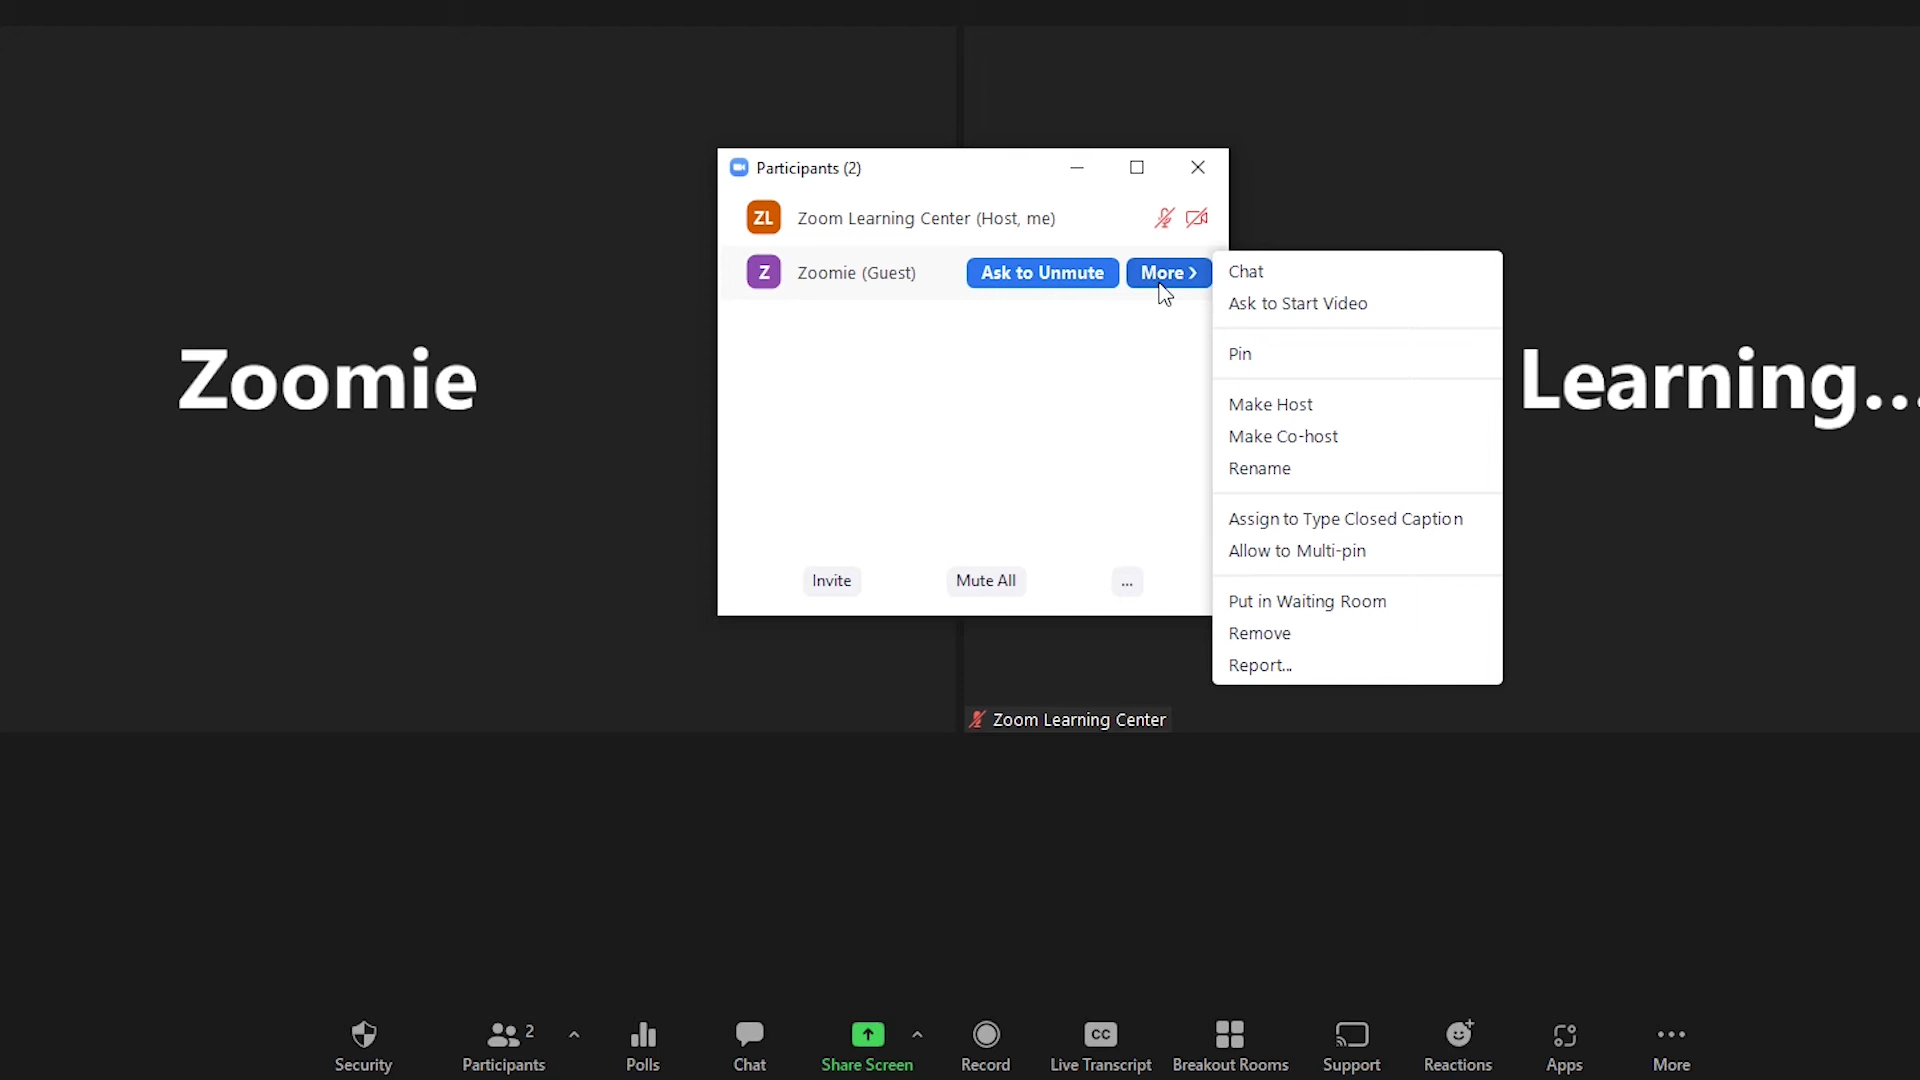 Participants (2)
ZL Zoom Learning Center (Host, me)
Z Zoomie (Guest) Ask to Unmute More
Chat
Ask to Start Video
Pin
Make Host
Make Co-host
Rename
Assign to Type Closed Caption
Allow to Multi-pin
Put in Waiting Room
Remove
Report...
Invite Mute All ...
Zoomie
Learning...
Zoom Learning Center
2
CC
Security Participants Polls Chat Share Screen Record Live Transcript Breakout Rooms Support Reactions Apps More